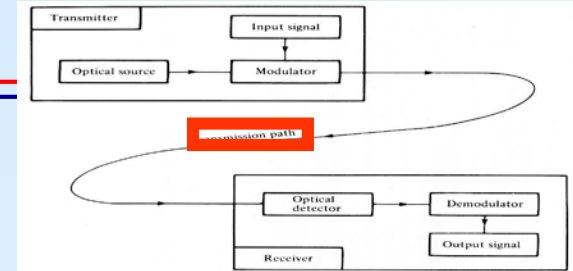 Transmitter
Input signal
Optical source
Modulator
path
Optical
detector
Demodulator
Output signal
Receiver